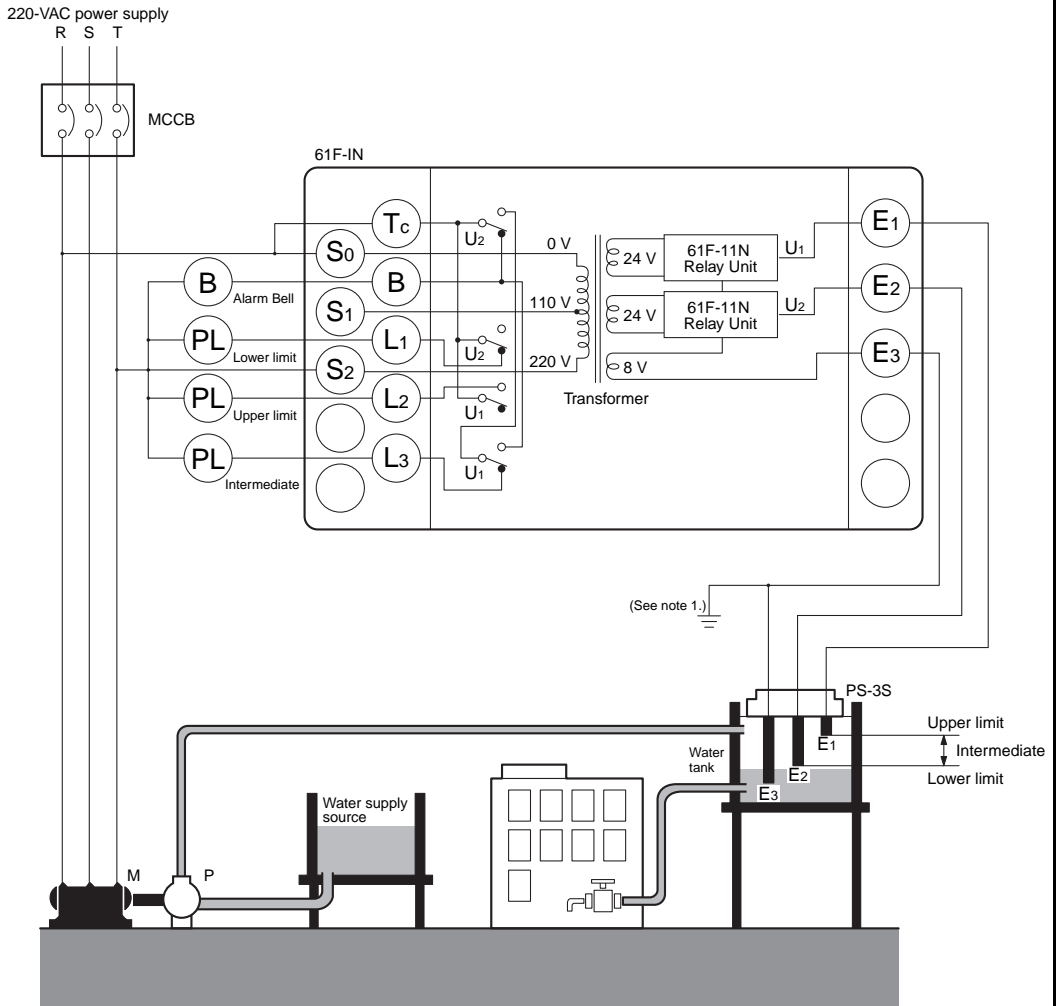 220-VAC power supply
R S T
MCCB
61F-IN
Tc
S0
B
Alarm Bell
B
S1
PL
Lower limit
L1
S2
PL
Upper limit
L2
PL
Intermediate
L3
U2
U2
U1
U1
0 V
110 V
220 V
Transformer
24 V
61F-11N
Relay Unit
U1
24 V
61F-11N
Relay Unit
U2
8 V
E1
E2
E3
(See note 1.)
PS-3S
Water
tank
E1
E2
E3
Upper limit
Intermediate
Lower limit
Water supply
source
M
P